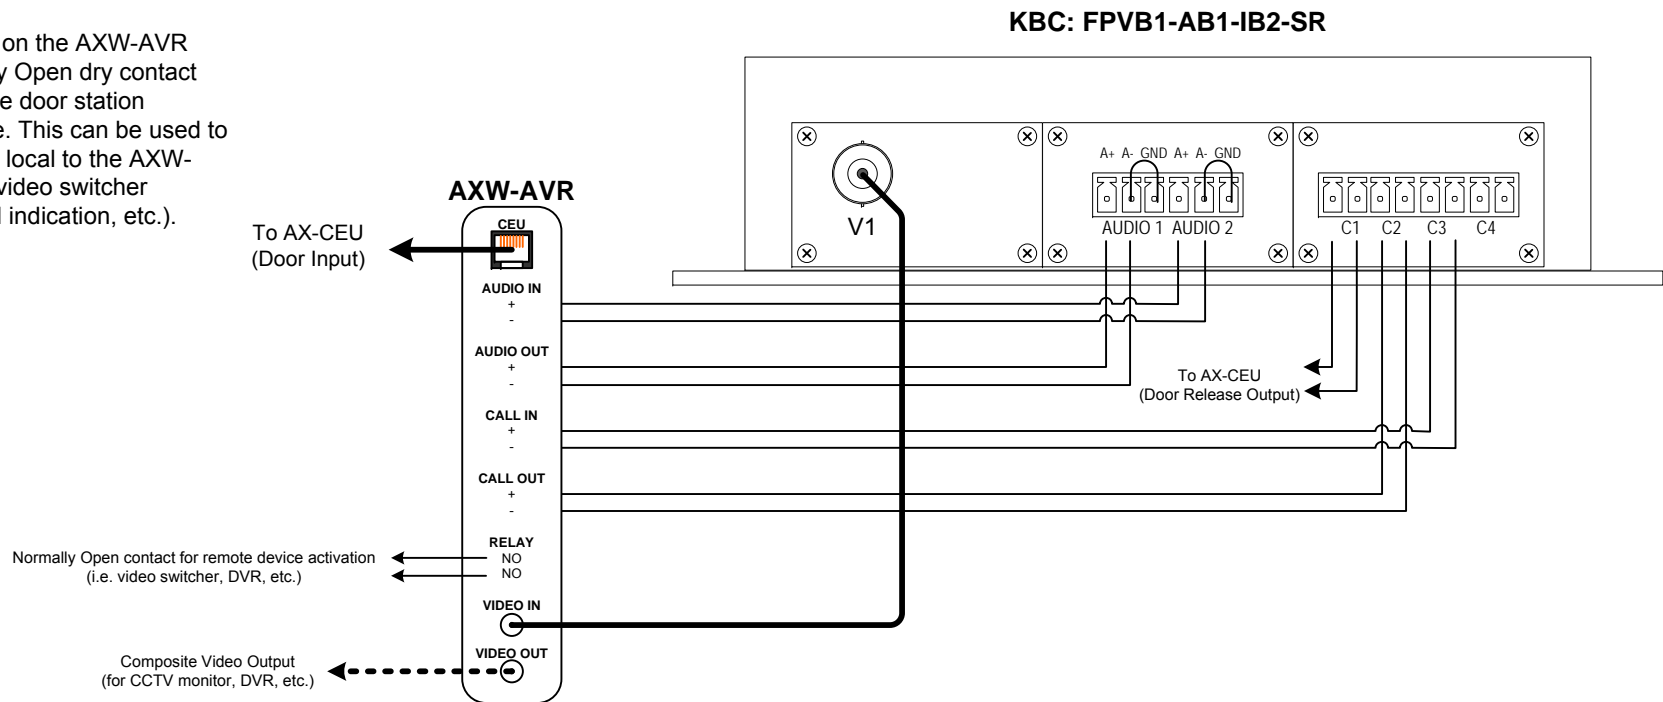 KBC: FPVB1-AB1-IB2-SR
on the AXW-AVR
y Open dry contact
e door station
e. This can be used to
local to the AXW-
video switcher
indication, etc.).
AXW-AVR
To AX-CEU
(Door Input)
CEU
AUDIO IN
+
-
AUDIO OUT
+
-
CALL IN
+
-
CALL OUT
+
-
RELAY
NO
NO
VIDEO IN
VIDEO OUT
Normally Open contact for remote device activation
(i.e. video switcher, DVR, etc.)
Composite Video Output
(for CCTV monitor, DVR, etc.)
V1
A+ A- GND A+ A- GND
AUDIO 1 AUDIO 2
C1 C2 C3 C4
To AX-CEU
(Door Release Output)